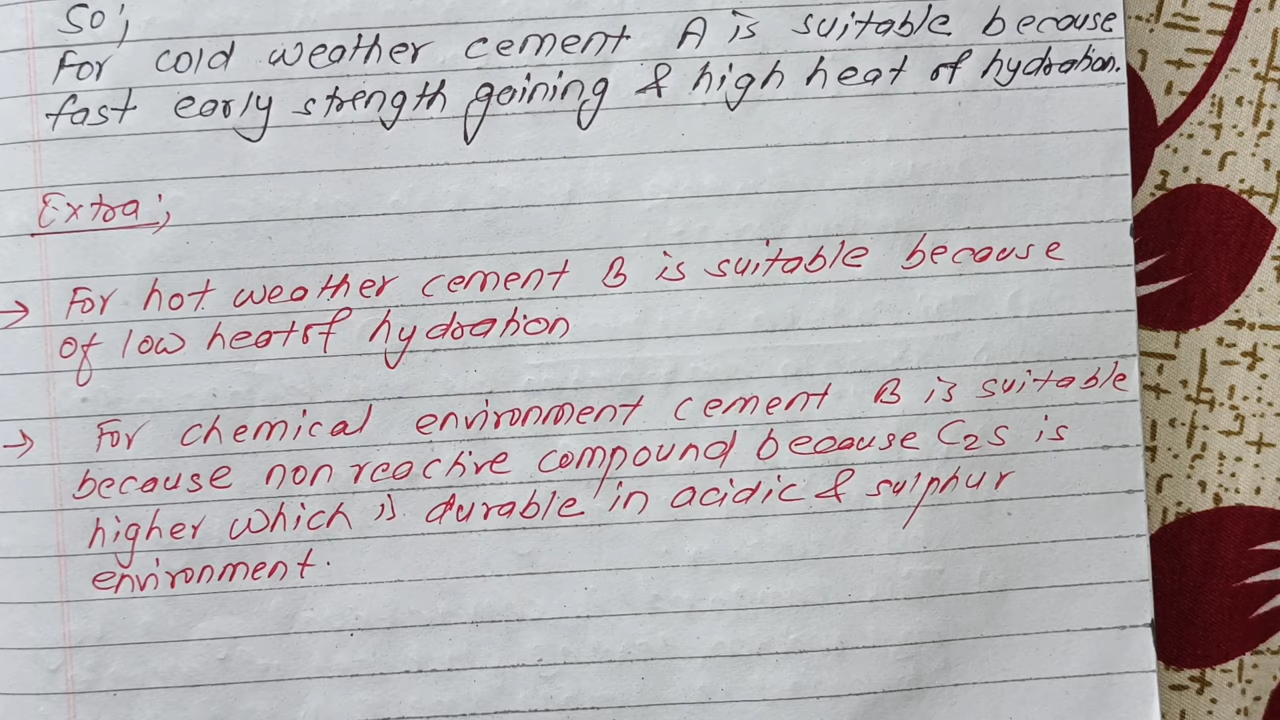 So;
For cold weather cement A is suitable because
fast early strength gaining & high heat of hydration.
Extra;
→ For hot weather cement B is suitable because
of low heat of hydration
→ For chemical environment cement B is suitable
because non reactive compound because C₂S is
higher which is durable in acidic & sulphur
environment.